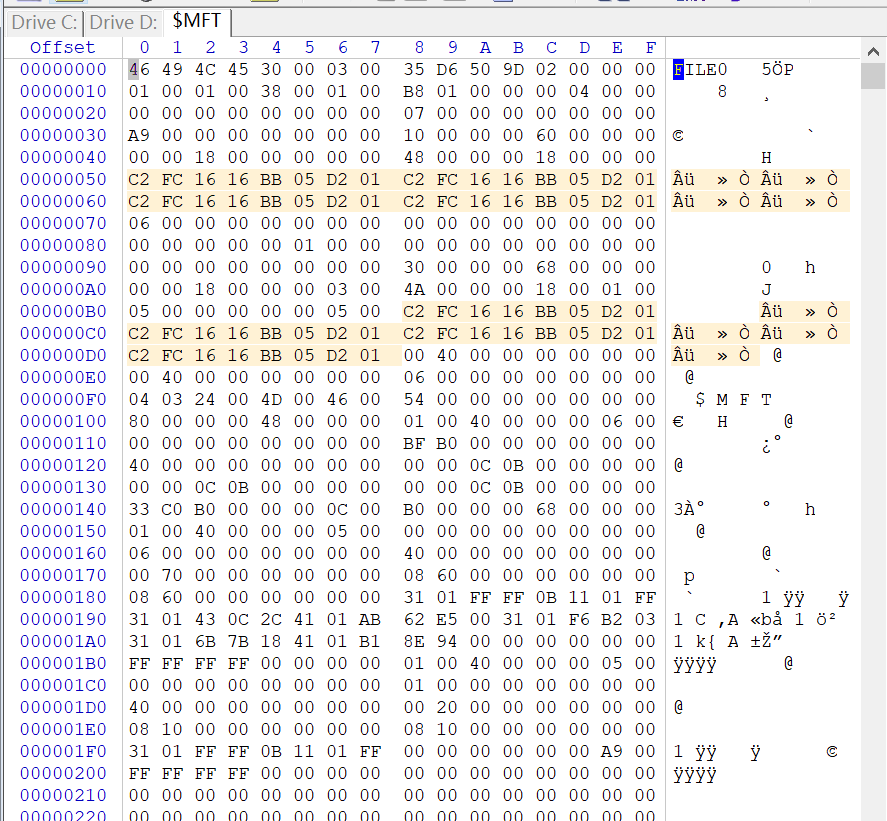 Drive C: Drive D: $MFT
Offset 0 1 2 3 4 5 6 7 8 9 A B C D E F
00000000 46 49 4C 45 30 00 03 00 35 D6 50 9D 02 00 00 00 FILE0 5ÖP
00000010 01 00 01 00 38 00 01 00 B8 01 00 00 00 04 00 00 8 ¸
00000020 00 00 00 00 00 00 00 00 07 00 00 00 00 00 00 00
00000030 A9 00 00 00 00 00 00 00 10 00 00 00 60 00 00 00 © `
00000040 00 00 18 00 00 00 00 00 48 00 00 00 18 00 00 00 H
00000050 C2 FC 16 16 BB 05 D2 01 C2 FC 16 16 BB 05 D2 01 Âü » Ò Âü » Ò
00000060 C2 FC 16 16 BB 05 D2 01 C2 FC 16 16 BB 05 D2 01 Âü » Ò Âü » Ò
00000070 06 00 00 00 00 00 00 00 00 00 00 00 00 00 00 00
00000080 00 00 00 00 00 01 00 00 00 00 00 00 00 00 00 00
00000090 00 00 00 00 00 00 00 00 30 00 00 00 68 00 00 00 0 h
000000A0 00 00 18 00 00 00 03 00 4A 00 00 00 18 00 01 00 J
000000B0 05 00 00 00 00 00 05 00 C2 FC 16 16 BB 05 D2 01 Âü » Ò
000000C0 C2 FC 16 16 BB 05 D2 01 C2 FC 16 16 BB 05 D2 01 Âü » Ò Âü » Ò
000000D0 C2 FC 16 16 BB 05 D2 01 00 40 00 00 00 00 00 00 Âü » Ò @
000000E0 00 40 00 00 00 00 00 00 06 00 00 00 00 00 00 00 @
000000F0 04 03 24 00 4D 00 46 00 54 00 00 00 00 00 00 00 $ M F T
00000100 80 00 00 00 48 00 00 00 01 00 40 00 00 00 06 00 € H @
00000110 00 00 00 00 00 00 00 00 BF B0 00 00 00 00 00 00 ¿°
00000120 40 00 00 00 00 00 00 00 00 00 0C 0B 00 00 00 00 @
00000130 00 00 0C 0B 00 00 00 00 00 00 0C 0B 00 00 00 00
00000140 33 C0 B0 00 00 00 0C 00 B0 00 00 00 68 00 00 00 3À° ° h
00000150 01 00 40 00 00 00 05 00 00 00 00 00 00 00 00 00 @
00000160 06 00 00 00 00 00 00 00 40 00 00 00 00 00 00 00 @
00000170 00 70 00 00 00 00 00 00 08 60 00 00 00 00 00 00 p `
00000180 08 60 00 00 00 00 00 00 31 01 FF FF 0B 11 01 FF ` 1 ÿÿ ÿ
00000190 31 01 43 0C 2C 41 01 AB 62 E5 00 31 01 F6 B2 03 1 C ,A «bå 1 ö²
000001A0 31 01 6B 7B 18 41 01 B1 8E 94 00 00 00 00 00 00 1 k{ A ±Ž”
000001B0 FF FF FF FF 00 00 00 00 01 00 40 00 00 00 05 00 ÿÿÿÿ @
000001C0 00 00 00 00 00 00 00 00 01 00 00 00 00 00 00 00
000001D0 40 00 00 00 00 00 00 00 00 20 00 00 00 00 00 00 @
000001E0 08 10 00 00 00 00 00 00 08 10 00 00 00 00 00 00
000001F0 31 01 FF FF 0B 11 01 FF 00 00 00 00 00 00 A9 00 1 ÿÿ ÿ ©
00000200 FF FF FF FF 00 00 00 00 00 00 00 00 00 00 00 00 ÿÿÿÿ
00000210 00 00 00 00 00 00 00 00 00 00 00 00 00 00 00 00
00000220 00 00 00 00 00 00 00 00 00 00 00 00 00 00 00 00